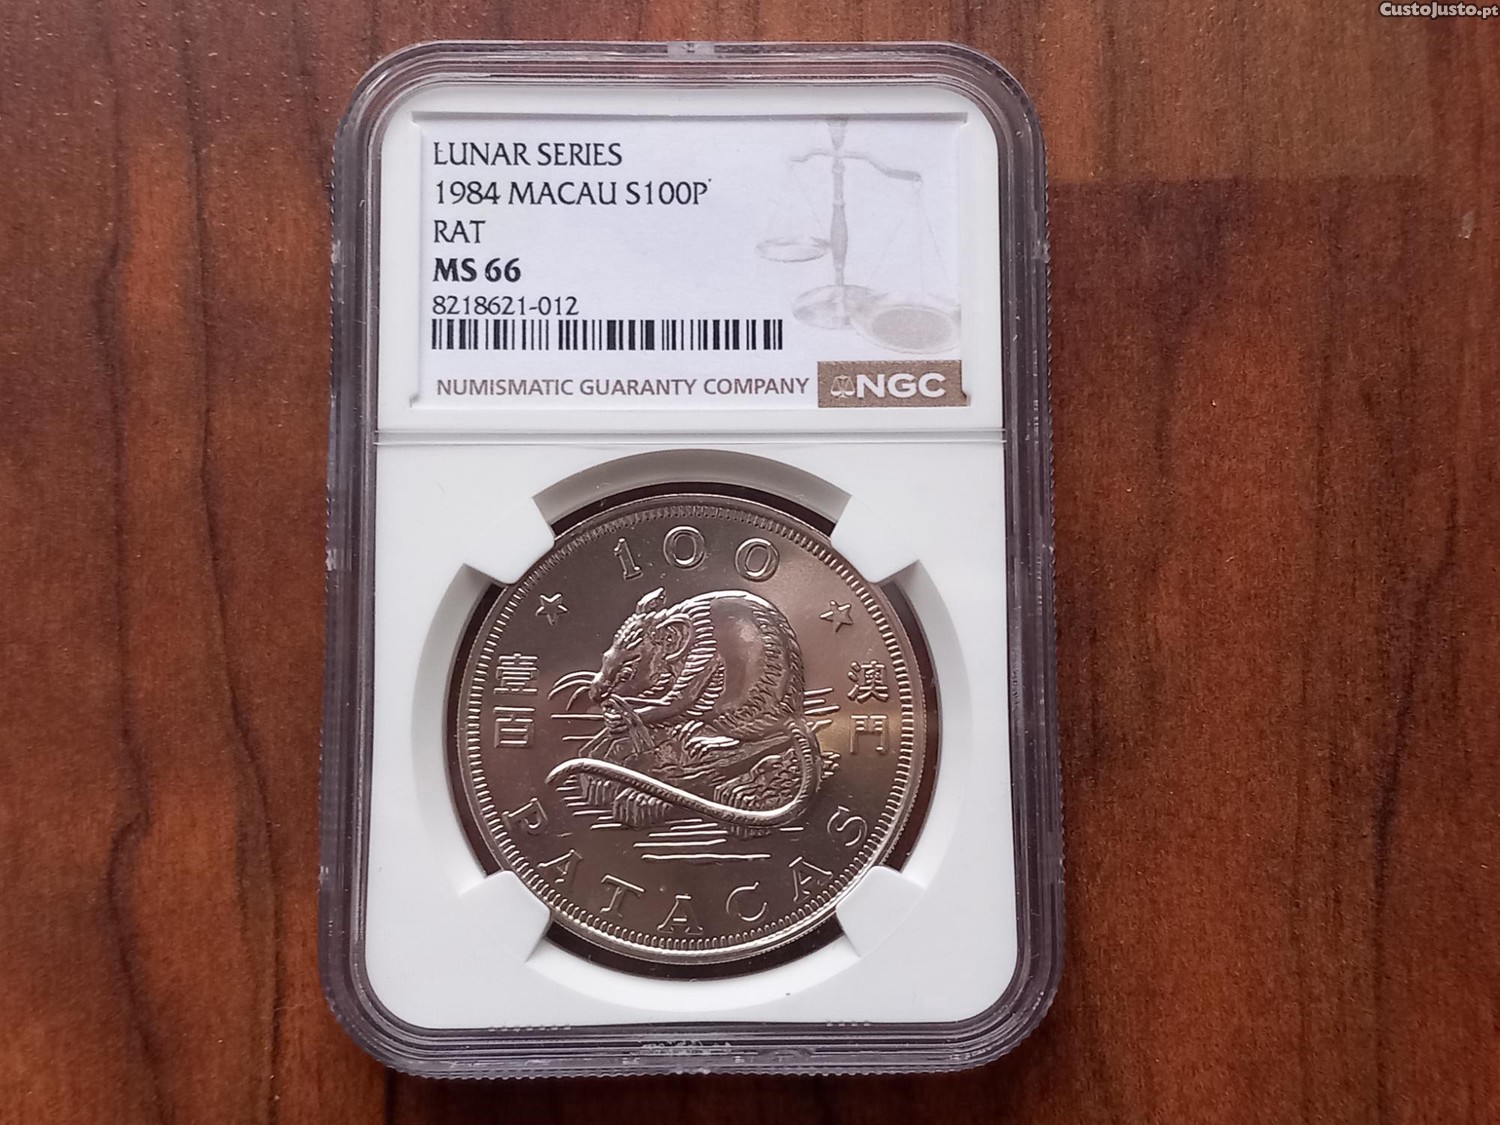 CustoJusto.pt
LUNAR SERIES
1984 MACAU S100P
RAT
MS 66
8218621-012
NUMISMATIC GUARANTY COMPANY NGC
100
壹百
澳門
PATACAS